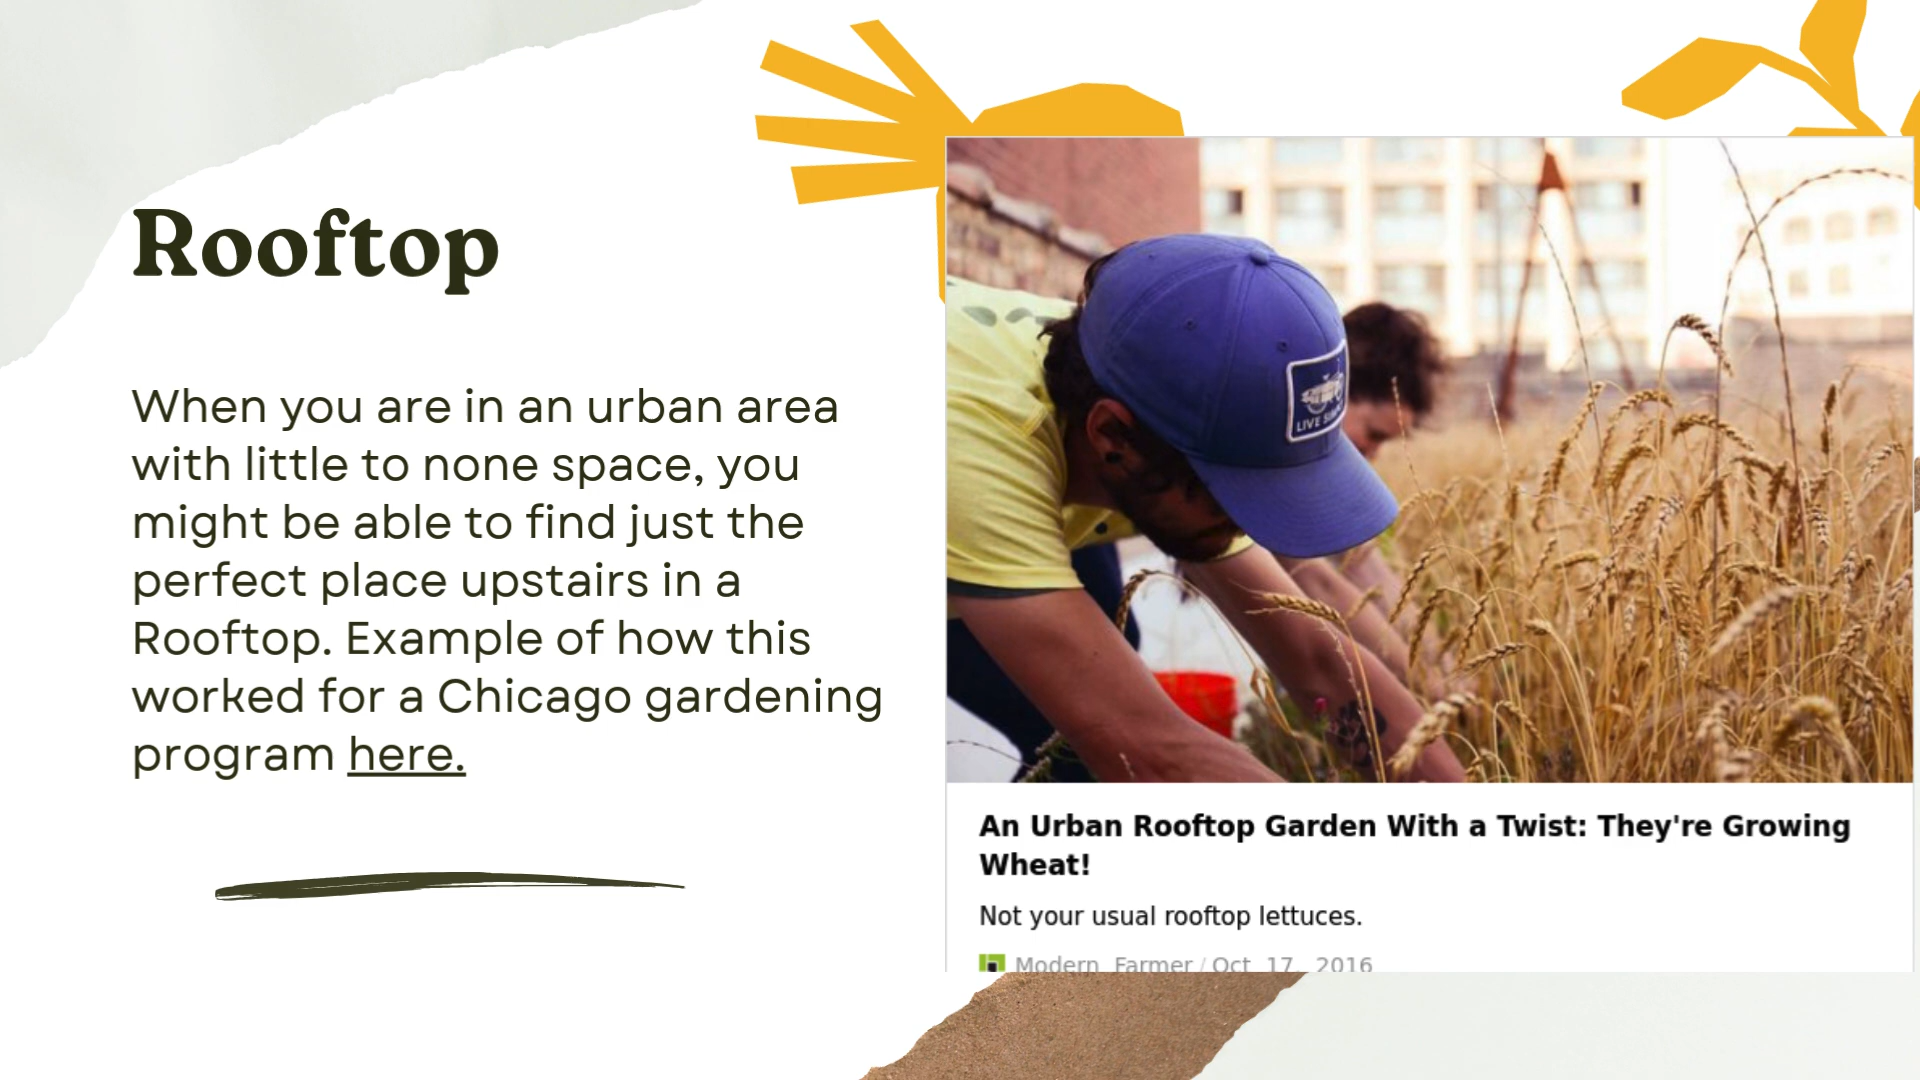 Rooftop
When you are in an urban area
with little to none space, you
might be able to find just the
perfect place upstairs in a
Rooftop. Example of how this
worked for a Chicago gardening
program here.
LIVE
An Urban Rooftop Garden With a Twist: They're Growing
Wheat!
Not your usual rooftop lettuces.
Modern Farmer / Oct 17, 2016